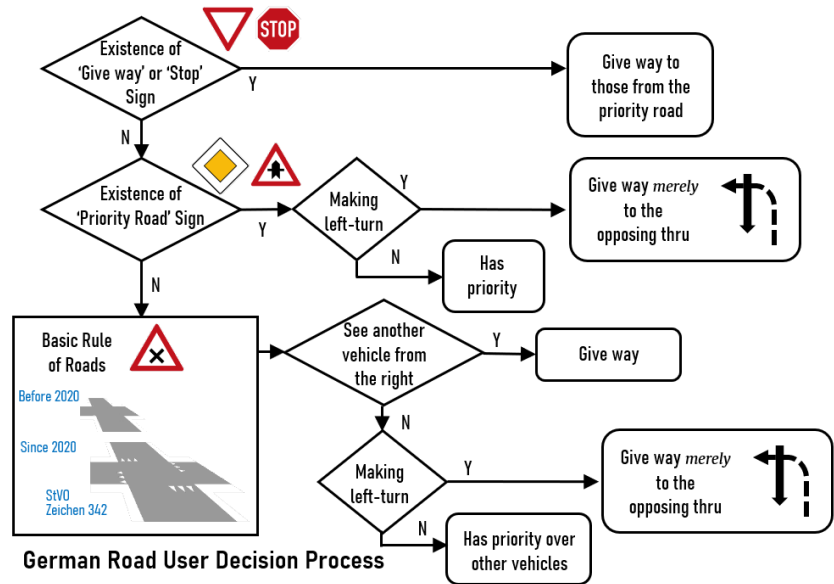 STOP
Existence of
‘Give way’ or ‘Stop’
Sign
Y
Give way to
those from the
priority road
N
Existence of
‘Priority Road’ Sign
Y
Making
left-turn
Y
Give way merely
to the
opposing thru
N
Has
priority
N
Basic Rule
of Roads
Before 2020
Since 2020
StVO
Zeichen 342
See another
vehicle from
the right
Y
Give way
N
Making
left-turn
Y
Give way merely
to the
opposing thru
N
Has priority over
other vehicles
German Road User Decision Process